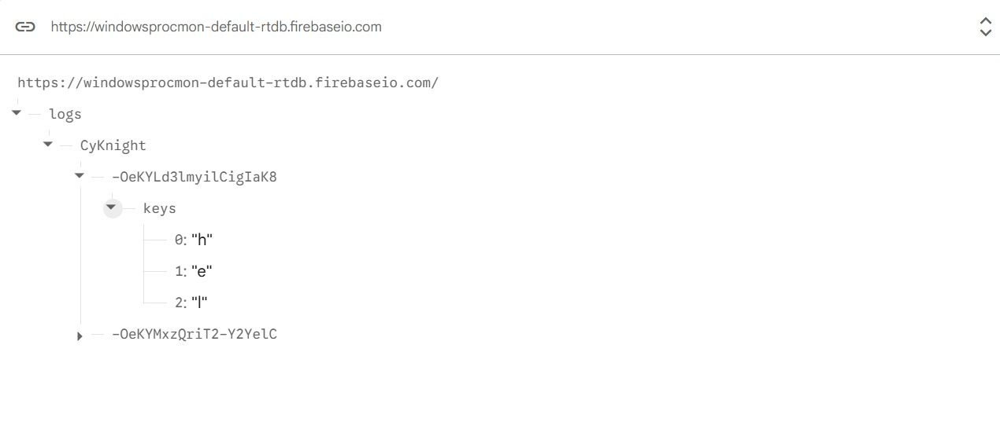 https://windowsprocmon-default-rtdb.firebaseio.com
https://windowsprocmon-default-rtdb.firebaseio.com/
logs
CyKnight
-OeKYLd3lmyilCigIaK8
keys
0: "h"
1: "e"
2: "l"
-OeKYMxzQriT2-Y2YelC